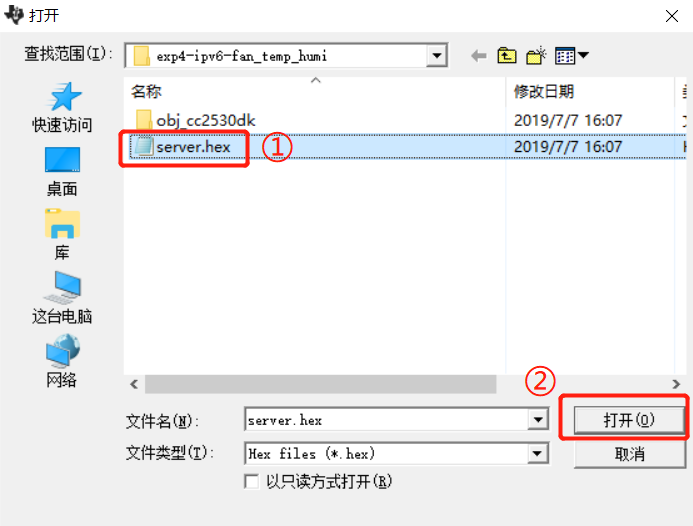 打开
查找范围(I):
exp4-ipv6-fan_temp_humi
快速访问
桌面
库
这台电脑
网络
名称
修改日期
obj_cc2530dk
2019/7/7 16:07
server.hex
①
2019/7/7 16:07
②
文件名(N):
server.hex
打开(O)
文件类型(T):
Hex files (*.hex)
取消
以只读方式打开(R)